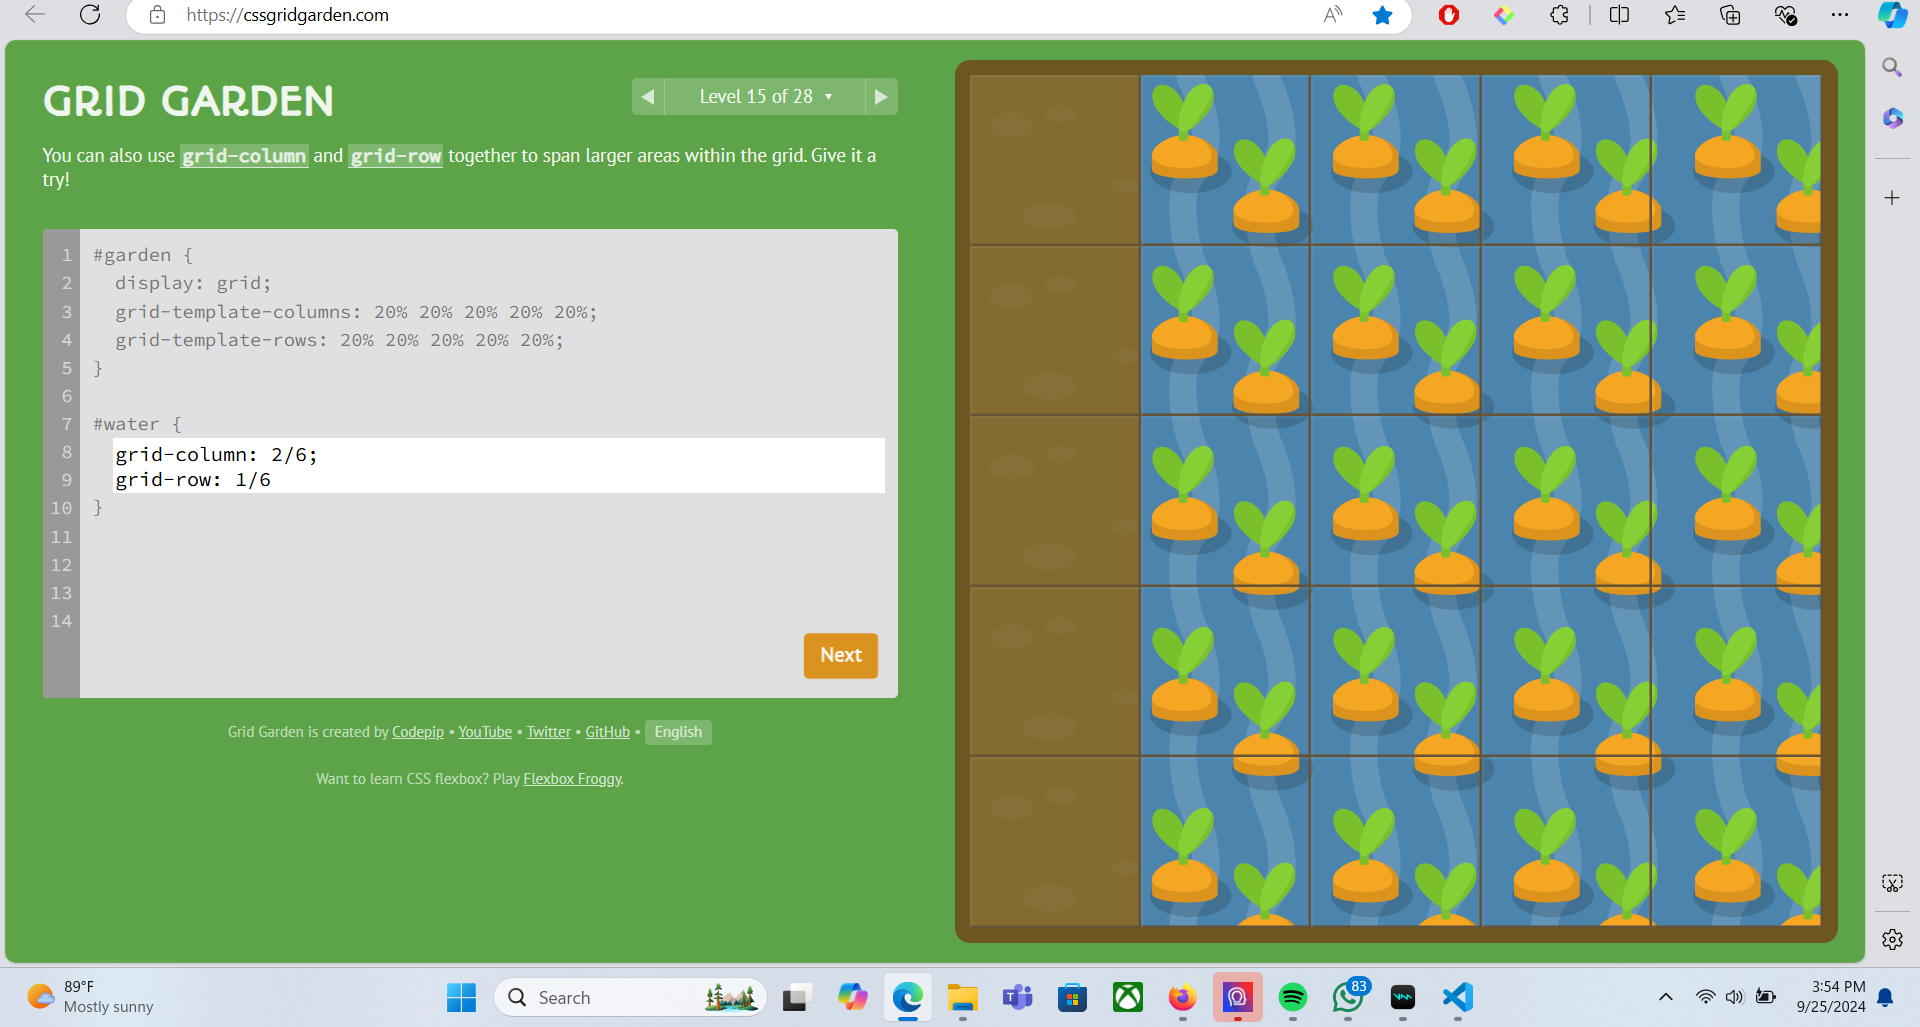 https://cssgridgarden.com
GRID GARDEN
Level 15 of 28
You can also use grid-column and grid-row together to span larger areas within the grid. Give it a
try!
1 #garden {
2 display: grid;
3 grid-template-columns: 20% 20% 20% 20% 20%;
4 grid-template-rows: 20% 20% 20% 20% 20%;
5 }
6
7 #water {
8 grid-column: 2/6;
9 grid-row: 1/6
10 }
11
12
13
14
Next
Grid Garden is created by Codepip • YouTube • Twitter • GitHub • English
Want to learn CSS flexbox? Play Flexbox Froggy.
89°F
Mostly sunny
Search
83
3:54 PM
9/25/2024